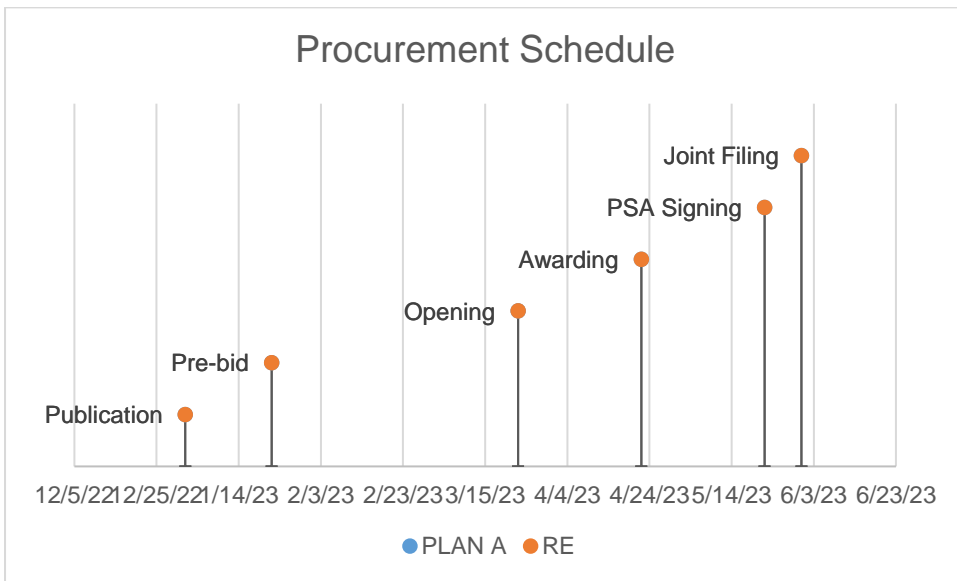 Procurement Schedule
Joint Filing
PSA Signing
Awarding
Opening
Pre-bid
Publication
12/5/22 12/25/22 1/14/23 2/3/23 2/23/23 3/15/23 4/4/23 4/24/23 5/14/23 6/3/23 6/23/23
PLAN A RE